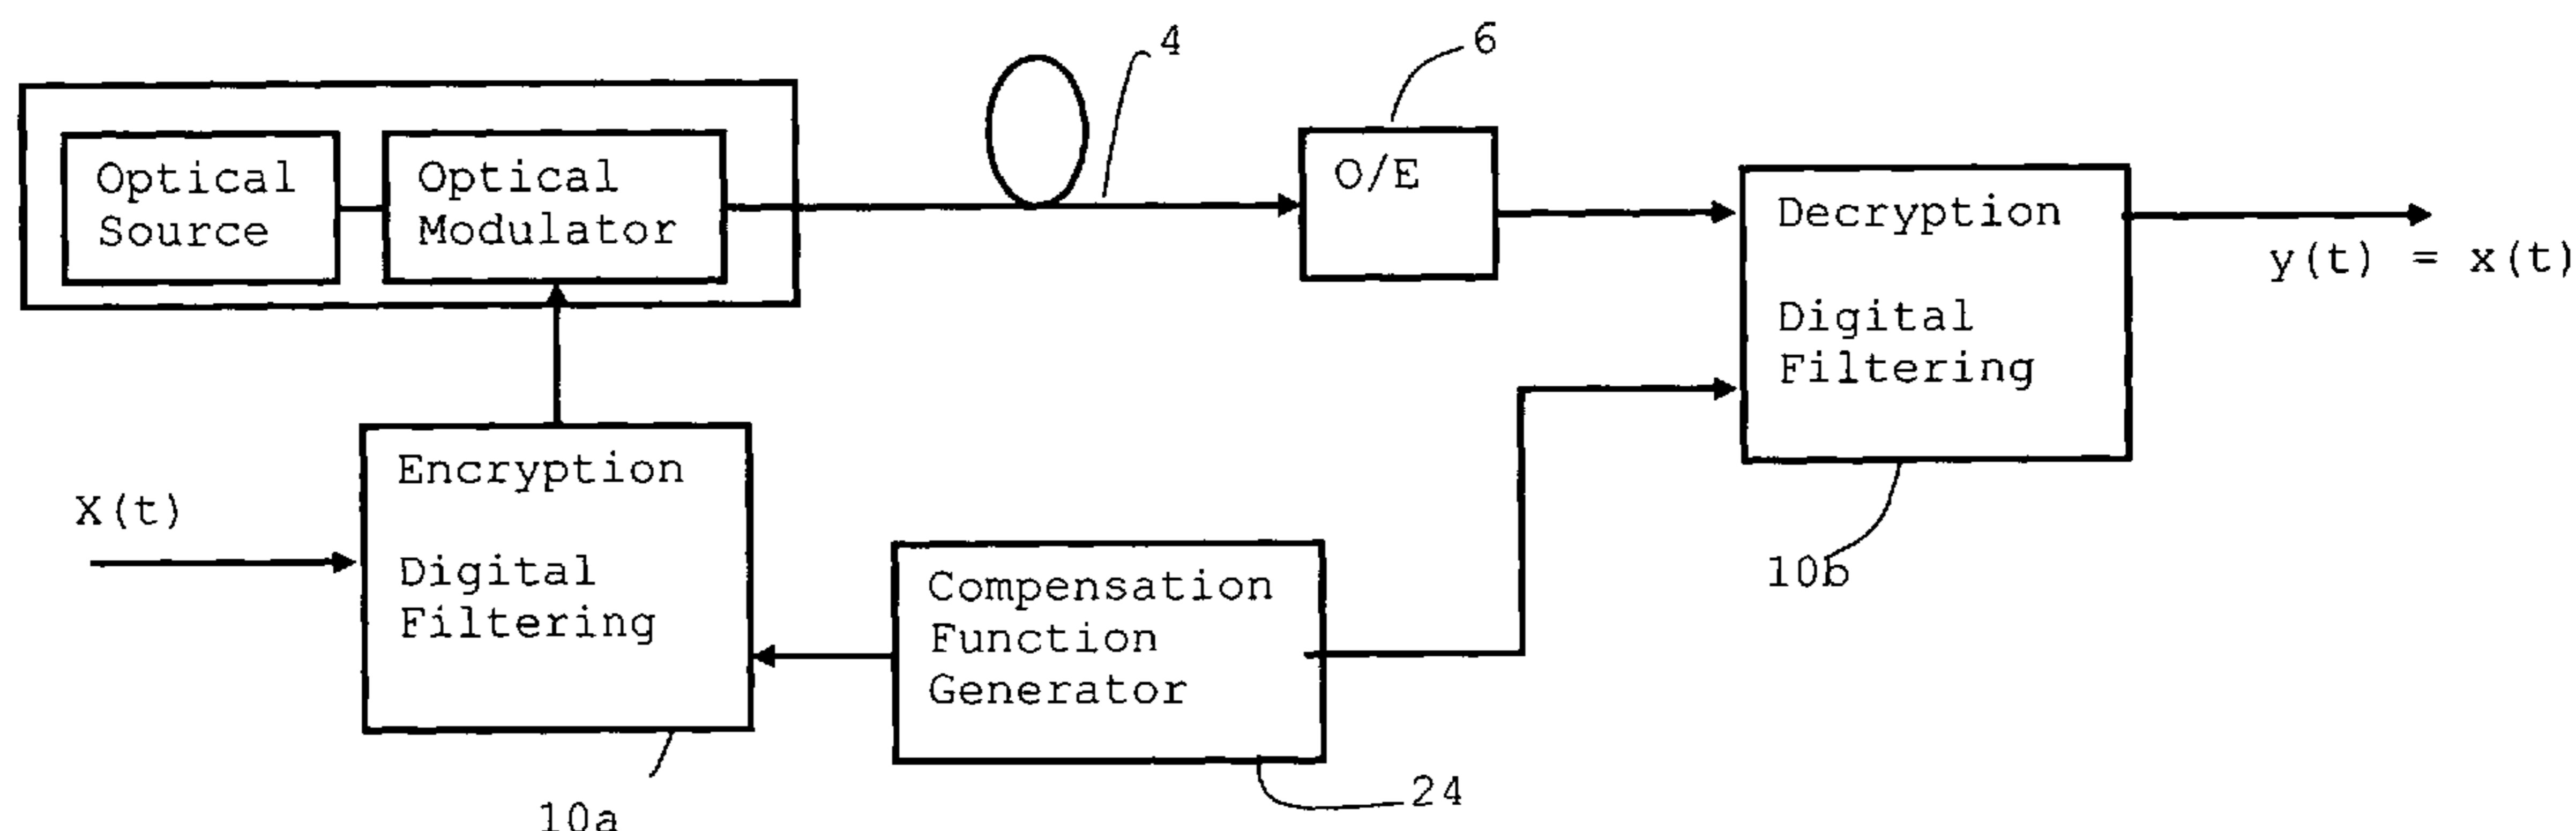 4
6
Optical
Source
Optical
Modulator
O/E
Decryption
Digital
Filtering
y(t) = x(t)
Encryption
Digital
Filtering
X(t)
Compensation
Function
Generator
10b
24
10a